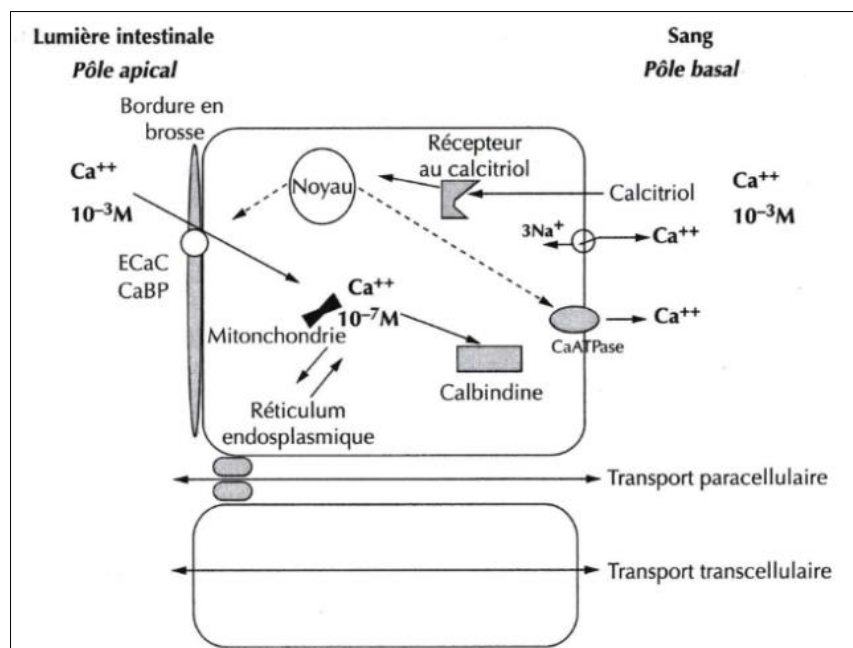 Lumière intestinale
Pôle apical
Sang
Pôle basal
Bordure en
brosse
Ca++
10–3M
ECaC
CaBP
Noyau
Récepteur
au calcitriol
Calcitriol
Ca++
10–3M
3Na+
Ca++
Ca++
10–7M
Mitonchondrie
Réticulum
endosplasmique
Calbindine
CaATPase
Ca++
Transport paracellulaire
Transport transcellulaire